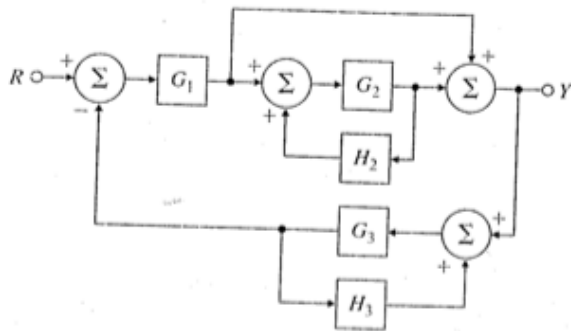 + + + +
R Σ G₁ Σ G₂ Σ Y
− + H₂
G₃ Σ +
+ H₃